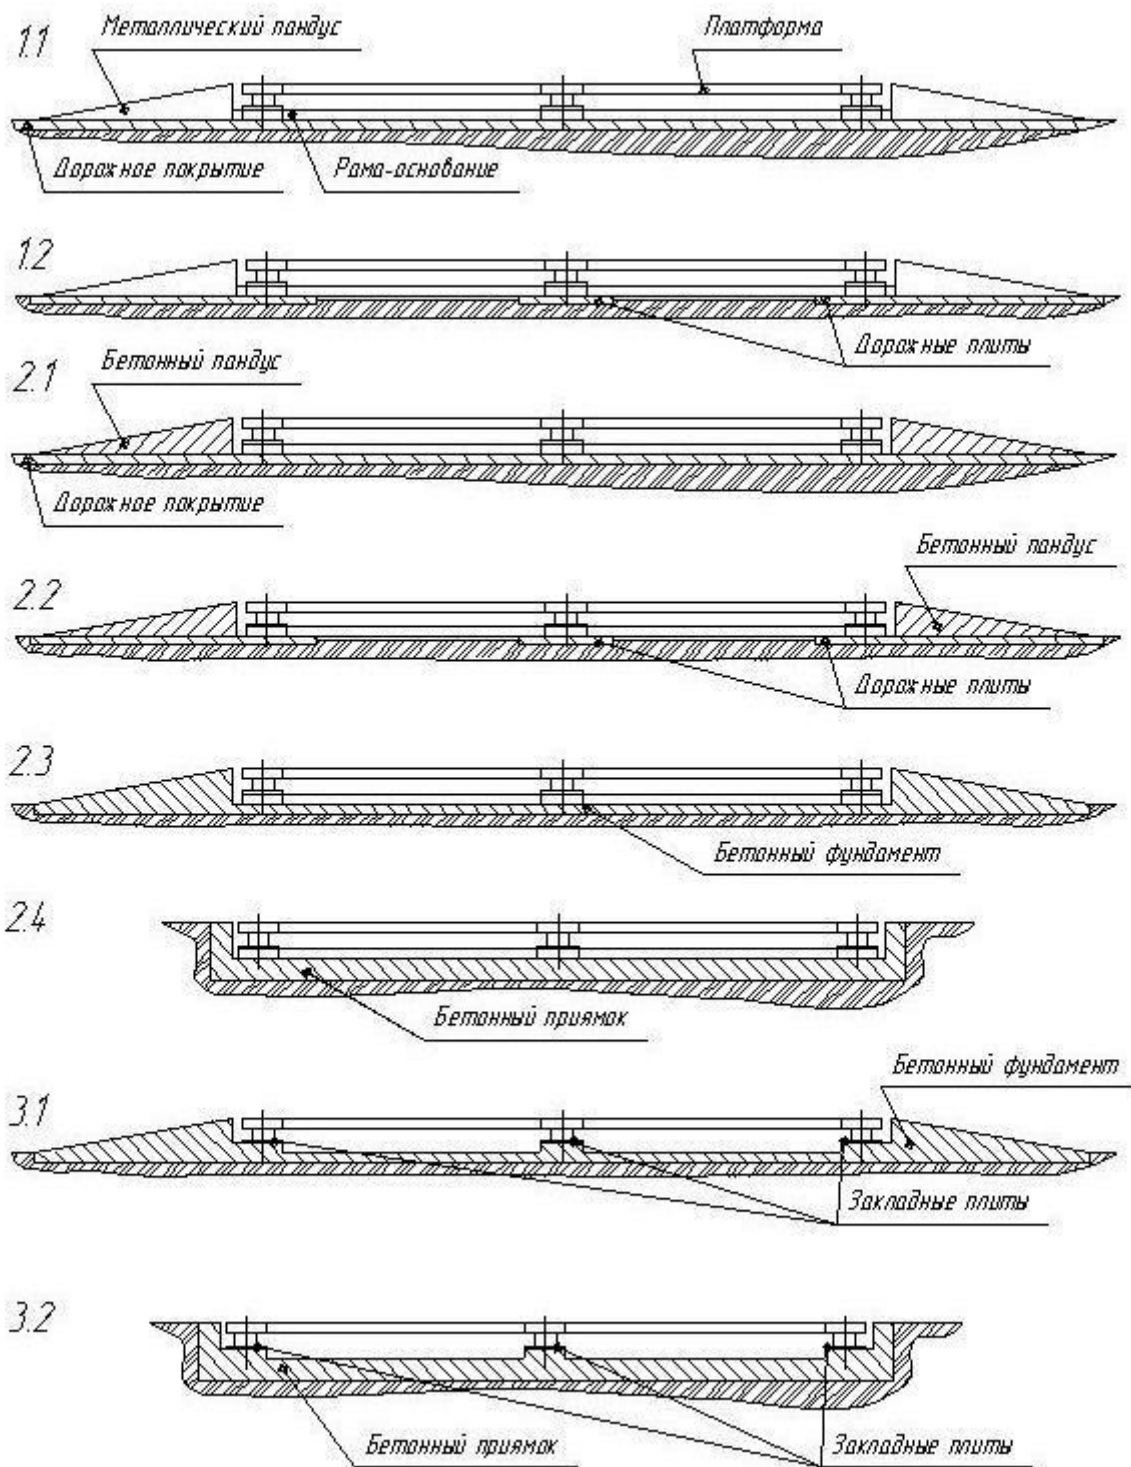 1.1
Металлический пандус
Платформа
Дорожное покрытие
Рама-основание
1.2
Дорожные плиты
2.1
Бетонный пандус
Дорожное покрытие
2.2
Бетонный пандус
Дорожные плиты
2.3
Бетонный фундамент
2.4
Бетонный приямок
3.1
Бетонный фундамент
Закладные плиты
3.2
Бетонный приямок
Закладные плиты